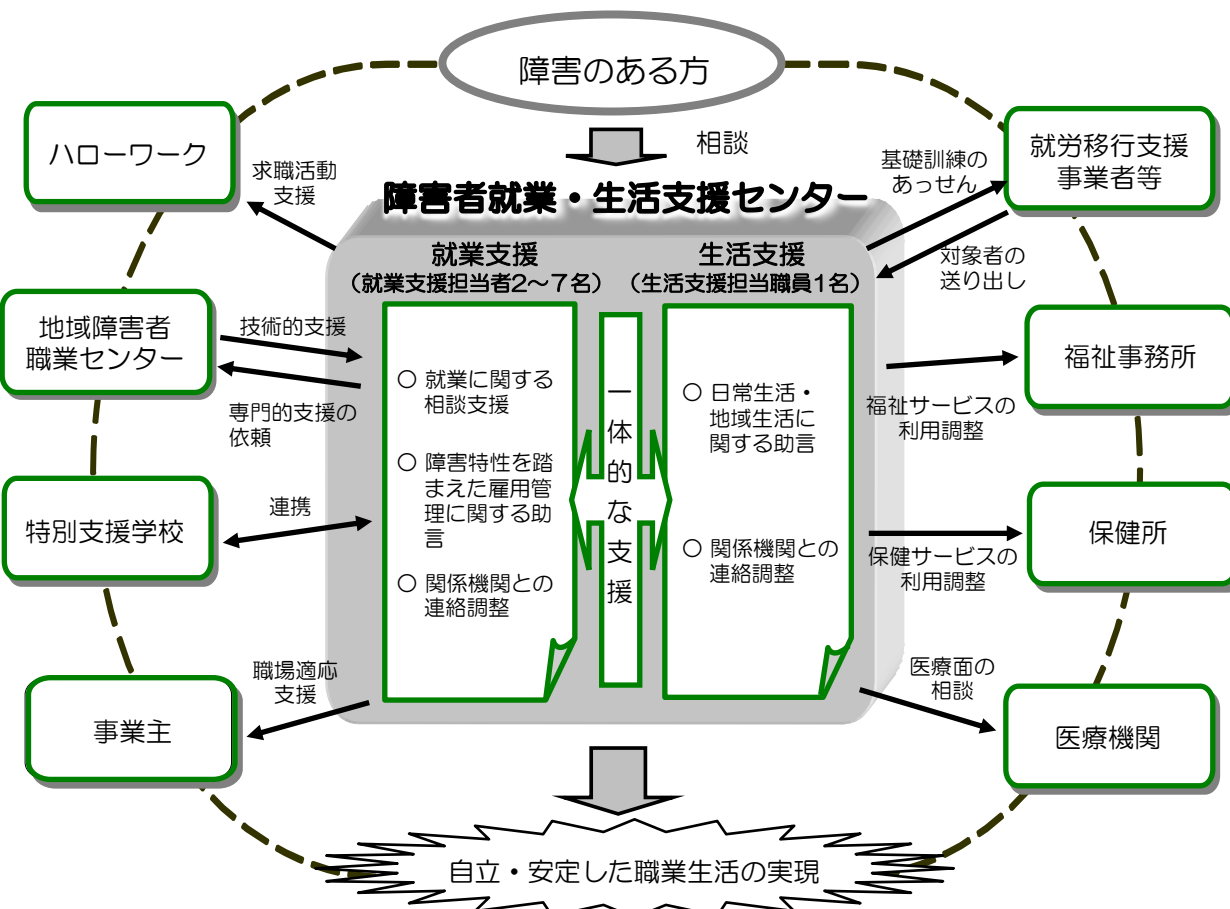 障害のある方
相談
障害者就業・生活支援センター
ハローワーク
求職活動
支援
基礎訓練の
あっせん
就労移行支援
事業者等
対象者の
送り出し
就業支援
(就業支援担当者2～7名)
生活支援
(生活支援担当職員1名)
地域障害者
職業センター
技術的支援
専門的支援の
依頼
○ 就業に関する
相談支援
○ 障害特性を踏
まえた雇用管
理に関する助
言
○ 関係機関との
連絡調整
一体的な支援
○ 日常生活・
地域生活に
関する助言
○ 関係機関との
連絡調整
福祉事務所
福祉サービスの
利用調整
特別支援学校
連携
保健所
保健サービスの
利用調整
職場適応
支援
事業主
医療面の
相談
医療機関
自立・安定した職業生活の実現